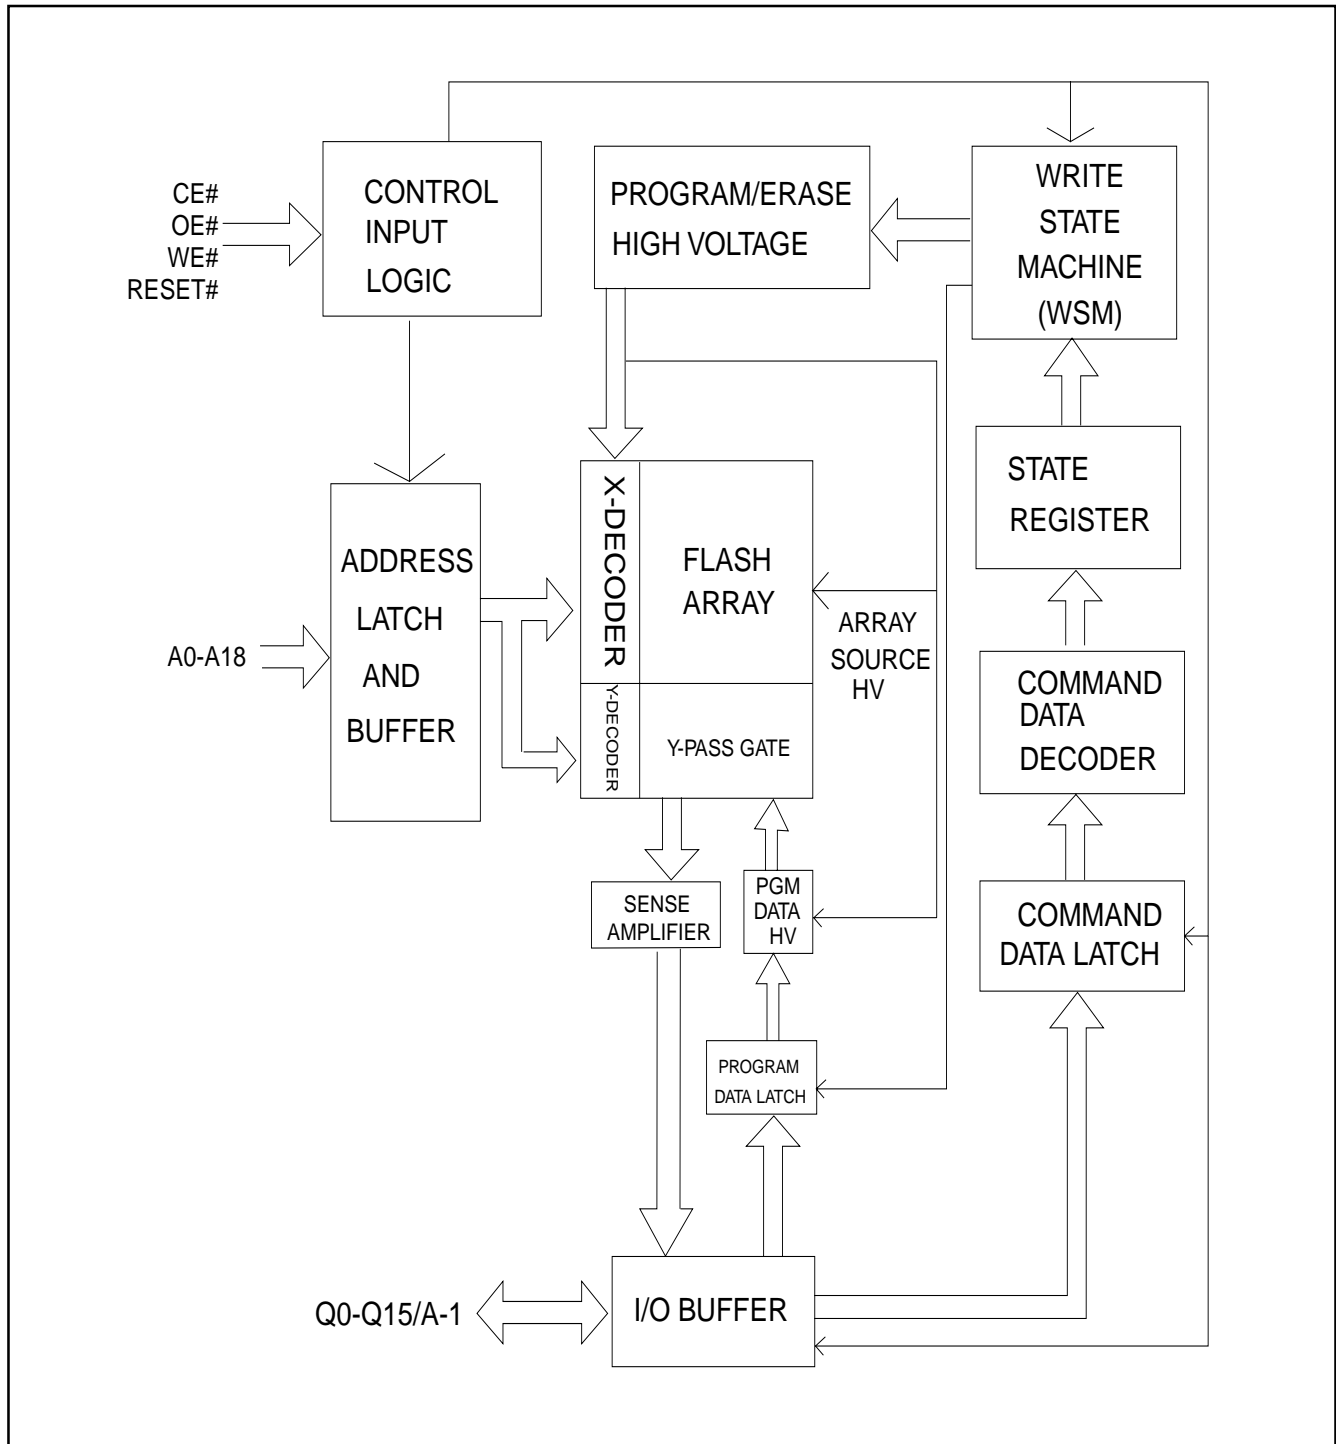 CE#
OE#
WE#
RESET#
CONTROL
INPUT
LOGIC
PROGRAM/ERASE
HIGH VOLTAGE
WRITE
STATE
MACHINE
(WSM)
STATE
REGISTER
X-DECODER
FLASH
ARRAY
ADDRESS
LATCH
AND
BUFFER
A0-A18
ARRAY
SOURCE
HV
Y-DECODER
Y-PASS GATE
COMMAND
DATA
DECODER
SENSE
AMPLIFIER
PGM
DATA
HV
COMMAND
DATA LATCH
PROGRAM
DATA LATCH
Q0-Q15/A-1
I/O BUFFER